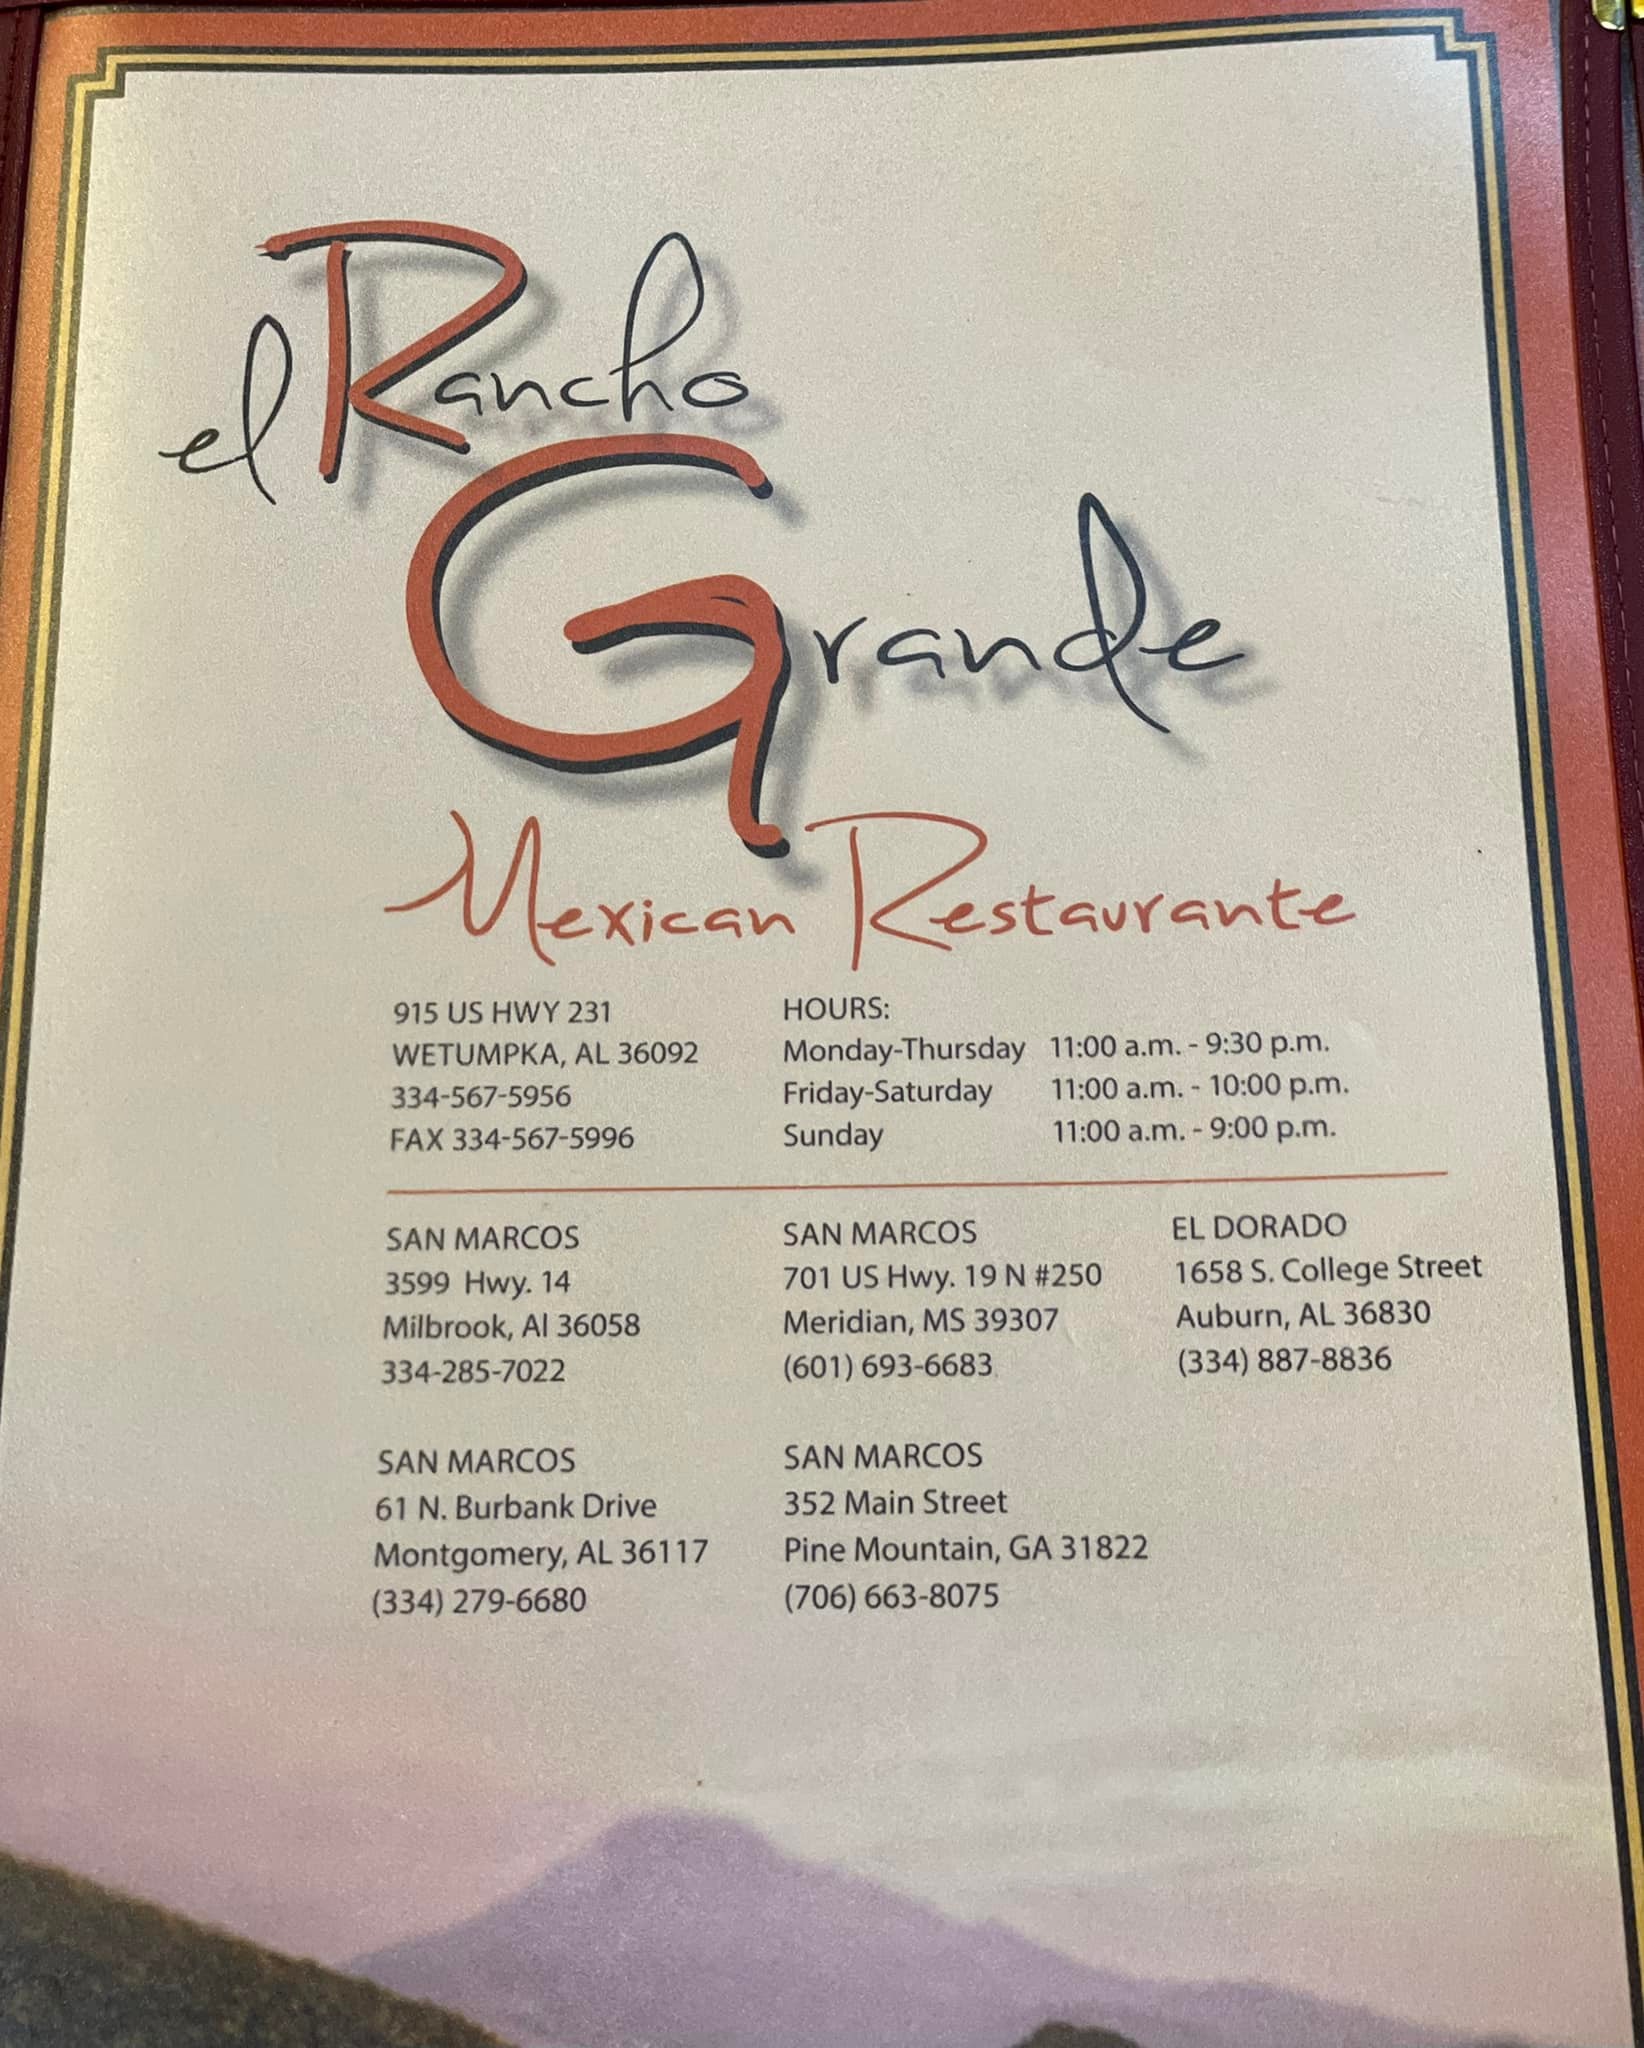 el Rancho
Grande
Mexican Restaurante
915 US HWY 231
WETUMPKA, AL 36092
334-567-5956
FAX 334-567-5996
HOURS:
Monday-Thursday 11:00 a.m. - 9:30 p.m.
Friday-Saturday 11:00 a.m. - 10:00 p.m.
Sunday 11:00 a.m. - 9:00 p.m.
SAN MARCOS
3599 Hwy. 14
Milbrook, Al 36058
334-285-7022
SAN MARCOS
701 US Hwy. 19 N #250
Meridian, MS 39307
(601) 693-6683
EL DORADO
1658 S. College Street
Auburn, AL 36830
(334) 887-8836
SAN MARCOS
61 N. Burbank Drive
Montgomery, AL 36117
(334) 279-6680
SAN MARCOS
352 Main Street
Pine Mountain, GA 31822
(706) 663-8075